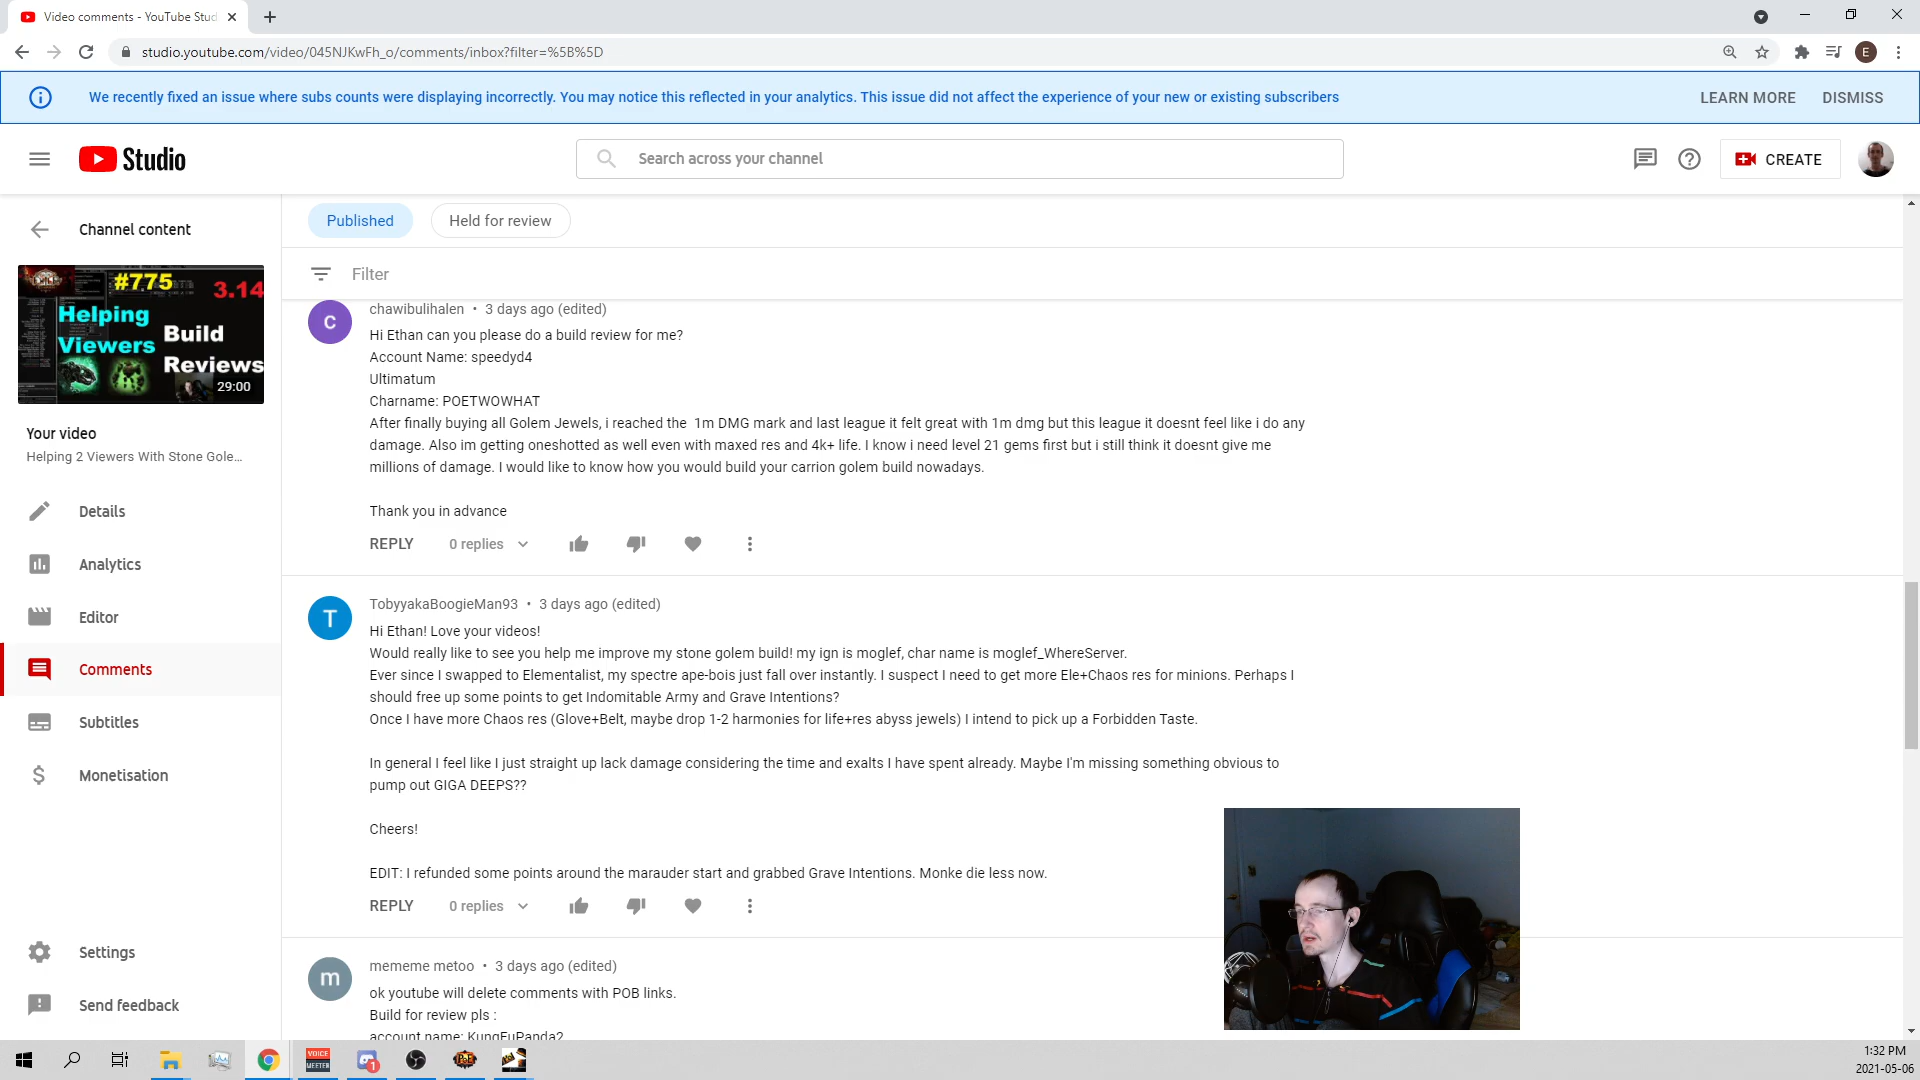 Video comments - YouTube Stud
studio.youtube.com/video/045NJKwFh_o/comments/inbox?filter=%5B%5D
E
We recently fixed an issue where subs counts were displaying incorrectly. You may notice this reflected in your analytics. This issue did not affect the experience of your new or existing subscribers
LEARN MORE
DISMISS
Studio
Search across your channel
CREATE
Channel content
Published
Held for review
Filter
#775
3.14
Helping
Viewers
Build
Reviews
29:00
Your video
Helping 2 Viewers With Stone Gole...
Details
Analytics
Editor
Comments
Subtitles
Monetisation
Settings
Send feedback
C
chawibulihalen • 3 days ago (edited)
Hi Ethan can you please do a build review for me?
Account Name: speedyd4
Ultimatum
Charname: POETWOWHAT
After finally buying all Golem Jewels, i reached the 1m DMG mark and last league it felt great with 1m dmg but this league it doesnt feel like i do any
damage. Also im getting oneshotted as well even with maxed res and 4k+ life. I know i need level 21 gems first but i still think it doesnt give me
millions of damage. I would like to know how you would build your carrion golem build nowadays.
Thank you in advance
REPLY
0 replies
T
TobyyakaBoogieMan93 • 3 days ago (edited)
Hi Ethan! Love your videos!
Would really like to see you help me improve my stone golem build! my ign is moglef, char name is moglef_WhereServer.
Ever since I swapped to Elementalist, my spectre ape-bois just fall over instantly. I suspect I need to get more Ele+Chaos res for minions. Perhaps I
should free up some points to get Indomitable Army and Grave Intentions?
Once I have more Chaos res (Glove+Belt, maybe drop 1-2 harmonies for life+res abyss jewels) I intend to pick up a Forbidden Taste.
In general I feel like I just straight up lack damage considering the time and exalts I have spent already. Maybe I'm missing something obvious to
pump out GIGA DEEPS??
Cheers!
EDIT: I refunded some points around the marauder start and grabbed Grave Intentions. Monke die less now.
REPLY
0 replies
m
mememe metoo • 3 days ago (edited)
ok youtube will delete comments with POB links.
Build for review pls :
account name: KungFuPanda2
VOICE
MEETER
1
1:32 PM
2021-05-06